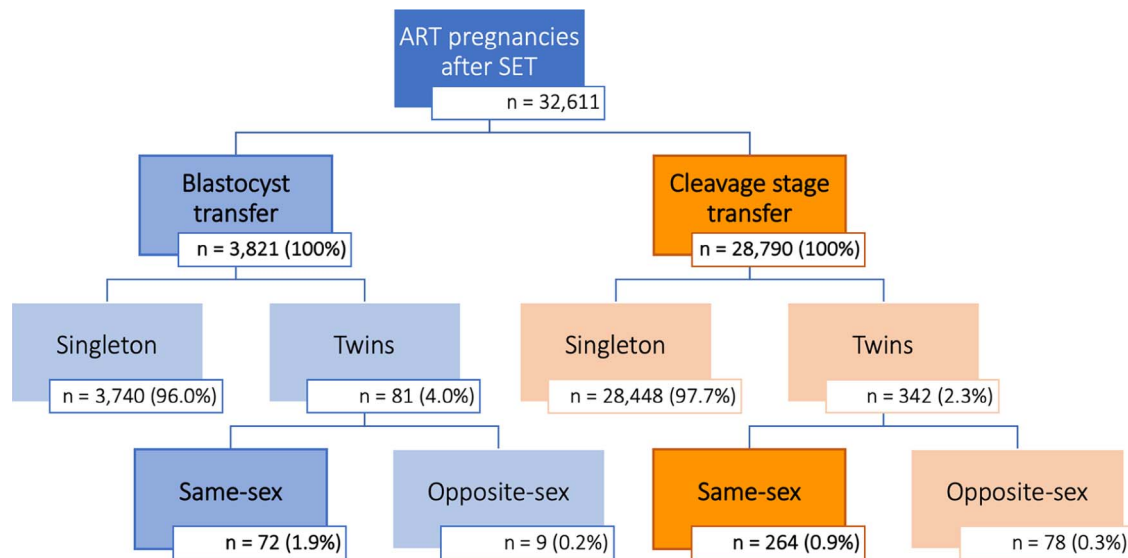 ART pregnancies
after SET
n = 32,611
Blastocyst
transfer
n = 3,821 (100%)
Cleavage stage
transfer
n = 28,790 (100%)
Singleton
n = 3,740 (96.0%)
Twins
n = 81 (4.0%)
Singleton
n = 28,448 (97.7%)
Twins
n = 342 (2.3%)
Same-sex
n = 72 (1.9%)
Opposite-sex
n = 9 (0.2%)
Same-sex
n = 264 (0.9%)
Opposite-sex
n = 78 (0.3%)